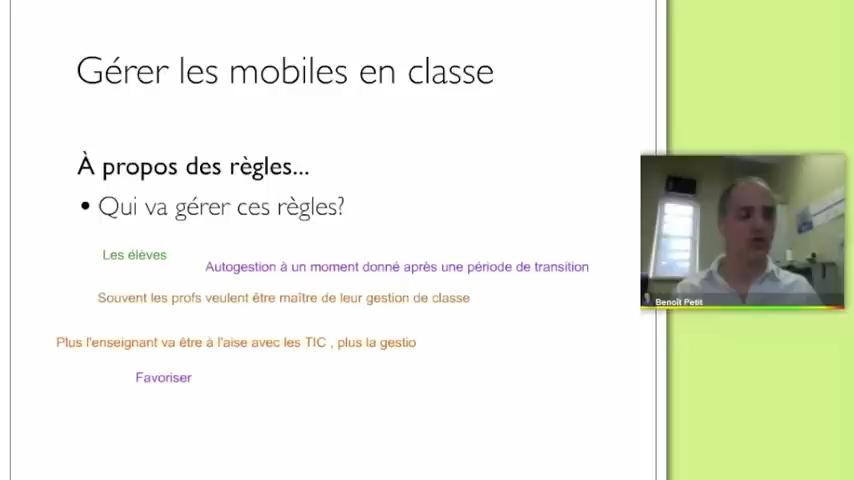 Gérer les mobiles en classe
À propos des règles...
• Qui va gérer ces règles?
Les élèves
Autogestion à un moment donné après une période de transition
Souvent les profs veulent être maître de leur gestion de classe
Plus l'enseignant va être à l'aise avec les TIC , plus la gestio
Favoriser
Benoît Petit